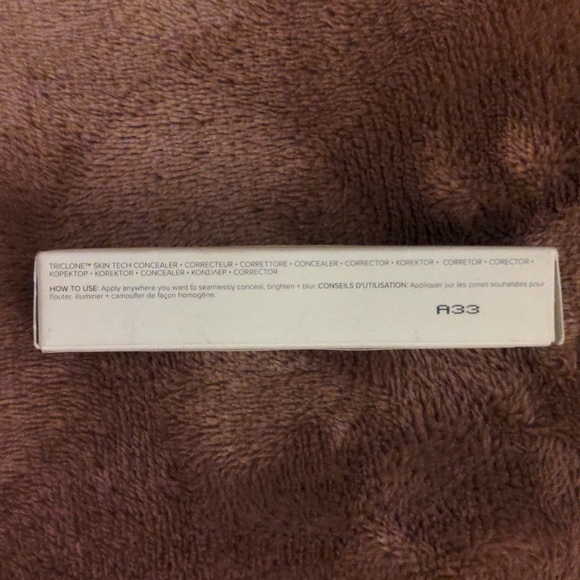 TRICLONE™ SKIN TECH CONCEALER • CORRECTEUR • CORRETTORE • CONCEALER • CORRECTOR • KOREKTOR • CORRETOR • CORECTOR •
КОРЕКТОР • KOREKTOR • CONCEALER • ΚΟΝΣΙΛΕΡ • CORRECTOR
HOW TO USE: Apply anywhere you want to seamlessly conceal, brighten + blur. CONSEILS D'UTILISATION: Appliquer sur les zones souhaitées pour
flouter, illuminer + camoufler de façon homogène.
A33